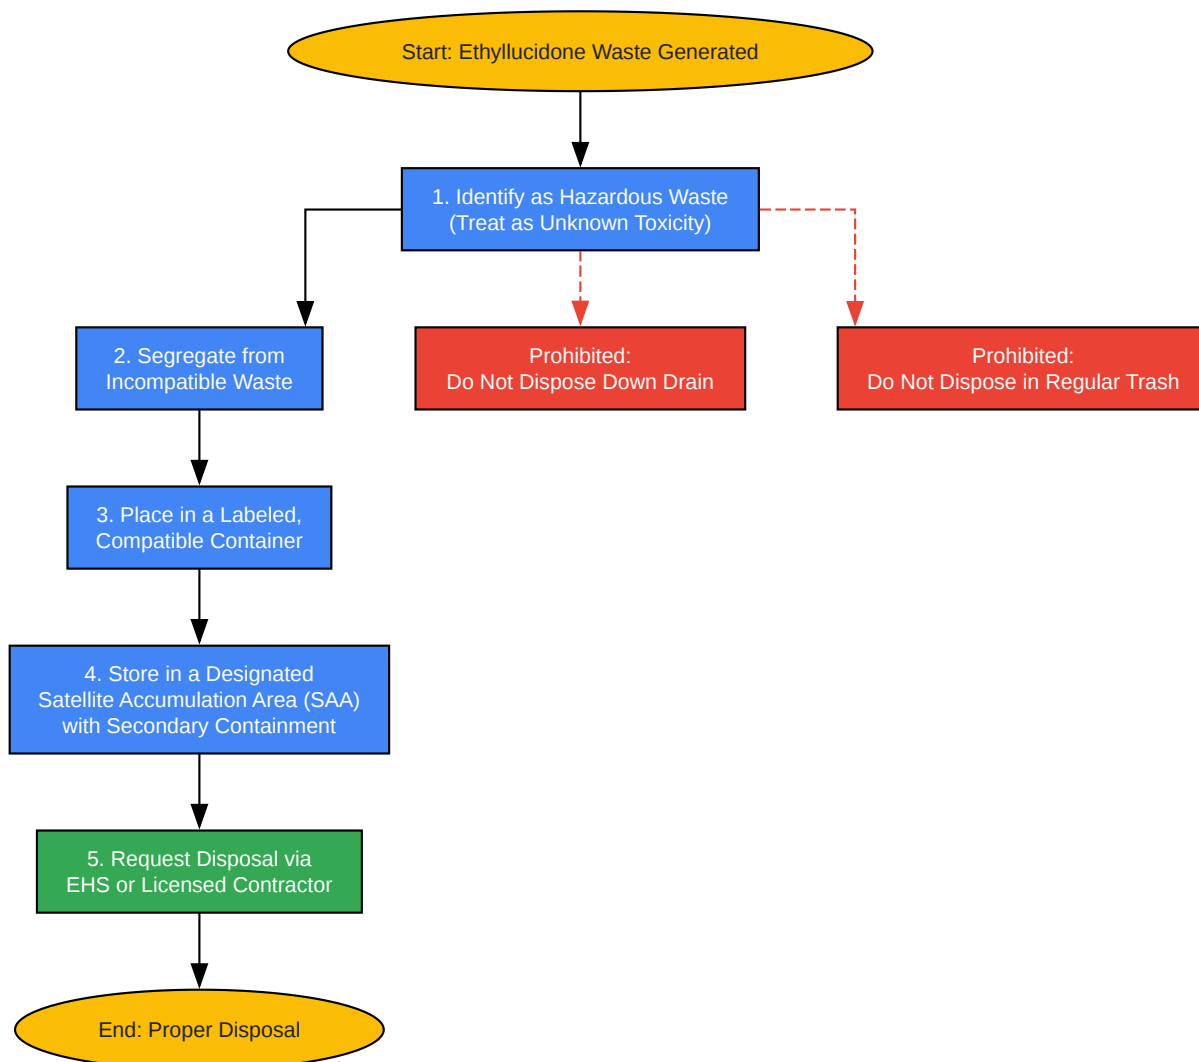 Start: Ethyllucidone Waste Generated
1. Identify as Hazardous Waste
(Treat as Unknown Toxicity)
2. Segregate from
Incompatible Waste
Prohibited:
Do Not Dispose Down Drain
Prohibited:
Do Not Dispose in Regular Trash
3. Place in a Labeled,
Compatible Container
4. Store in a Designated
Satellite Accumulation Area (SAA)
with Secondary Containment
5. Request Disposal via
EHS or Licensed Contractor
End: Proper Disposal